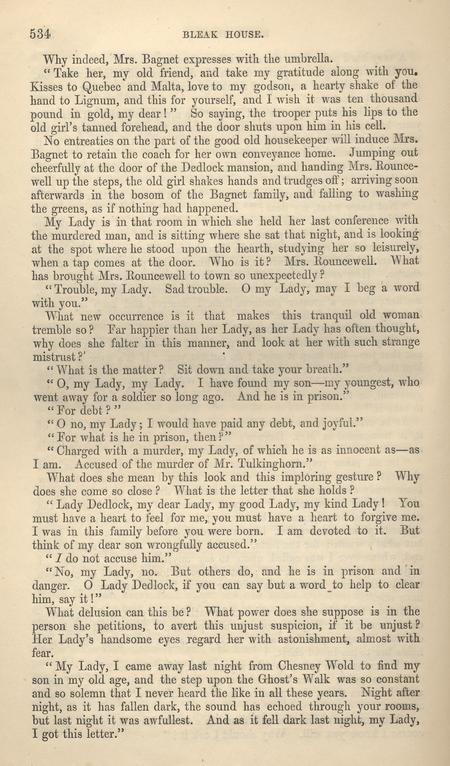 534 BLEAK HOUSE.
Why indeed, Mrs. Bagnet expresses with the umbrella.
“ Take her, my old friend, and take my gratitude along with you.
Kisses to Quebec and Malta, love to my godson, a hearty shake of the
hand to Lignum, and this for yourself, and I wish it was ten thousand
pound in gold, my dear ! ” So saying, the trooper puts his lips to the
old girl’s tanned forehead, and the door shuts upon him in his cell.
No entreaties on the part of the good old housekeeper will induce Mrs.
Bagnet to retain the coach for her own conveyance home. Jumping out
cheerfully at the door of the Dedlock mansion, and handing Mrs. Rounce-
well up the steps, the old girl shakes hands and trudges off ; arriving soon
afterwards in the bosom of the Bagnet family, and falling to washing
the greens, as if nothing had happened.
My Lady is in that room in which she held her last conference with
the murdered man, and is sitting where she sat that night, and is looking
at the spot where he stood upon the hearth, studying her so leisurely,
when a tap comes at the door. Who is it ? Mrs. Rouncewell. What
has brought Mrs. Rouncewell to town so unexpectedly ?
“ Trouble, my Lady. Sad trouble. O my Lady, may I beg a word
with you.”
What new occurrence is it that makes this tranquil old woman
tremble so ? Far happier than her Lady, as her Lady has often thought,
why does she falter in this manner, and look at her with such strange
mistrust ?
“ What is the matter ? Sit down and take your breath.”
“ O, my Lady, my Lady. I have found my son—my youngest, who
went away for a soldier so long ago. And he is in prison.”
“ For debt ? ”
“ O no, my Lady ; I would have paid any debt, and joyful.”
“ For what is he in prison, then ? ”
“ Charged with a murder, my Lady, of which he is as innocent as—as
I am. Accused of the murder of Mr. Tulkinghorn.”
What does she mean by this look and this imploring gesture ? Why
does she come so close ? What is the letter that she holds ?
“ Lady Dedlock, my dear Lady, my good Lady, my kind Lady ! You
must have a heart to feel for me, you must have a heart to forgive me.
I was in this family before you were born. I am devoted to it. But
think of my dear son wrongfully accused.”
“ I do not accuse him.”
“ No, my Lady, no. But others do, and he is in prison and in
danger. O Lady Dedlock, if you can say but a word to help to clear
him, say it ! ”
What delusion can this be ? What power does she suppose is in the
person she petitions, to avert this unjust suspicion, if it be unjust ?
Her Lady’s handsome eyes regard her with astonishment, almost with
fear.
“ My Lady, I came away last night from Chesney Wold to find my
son in my old age, and the step upon the Ghost’s Walk was so constant
and so solemn that I never heard the like in all these years. Night after
night, as it has fallen dark, the sound has echoed through your rooms,
but last night it was awfullest. And as it fell dark last night, my Lady,
I got this letter.”